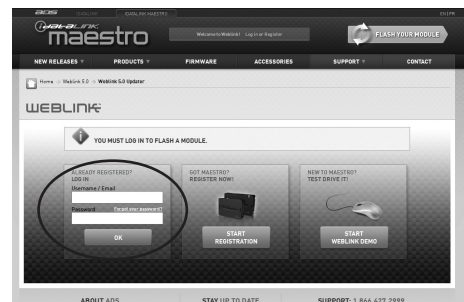 ADS DATALINK DATALINK MAESTRO EN|FR
iDATALINK
maestro
Welcome to Weblink! Log in or Register
FLASH YOUR MODULE
NEW RELEASES PRODUCTS FIRMWARE ACCESSORIES SUPPORT CONTACT
Home > Weblink 5.0 > Weblink 5.0 Updater
WEBLINK
YOU MUST LOG IN TO FLASH A MODULE.
ALREADY REGISTERED?
LOG IN
Username / Email
Password Forgot your password?
OK
GOT MAESTRO?
REGISTER NOW!
START
REGISTRATION
NEW TO MAESTRO?
TEST DRIVE IT!
START
WEBLINK DEMO
ABOUT ADS STAY UP TO DATE SUPPORT: 1 866 427 2999